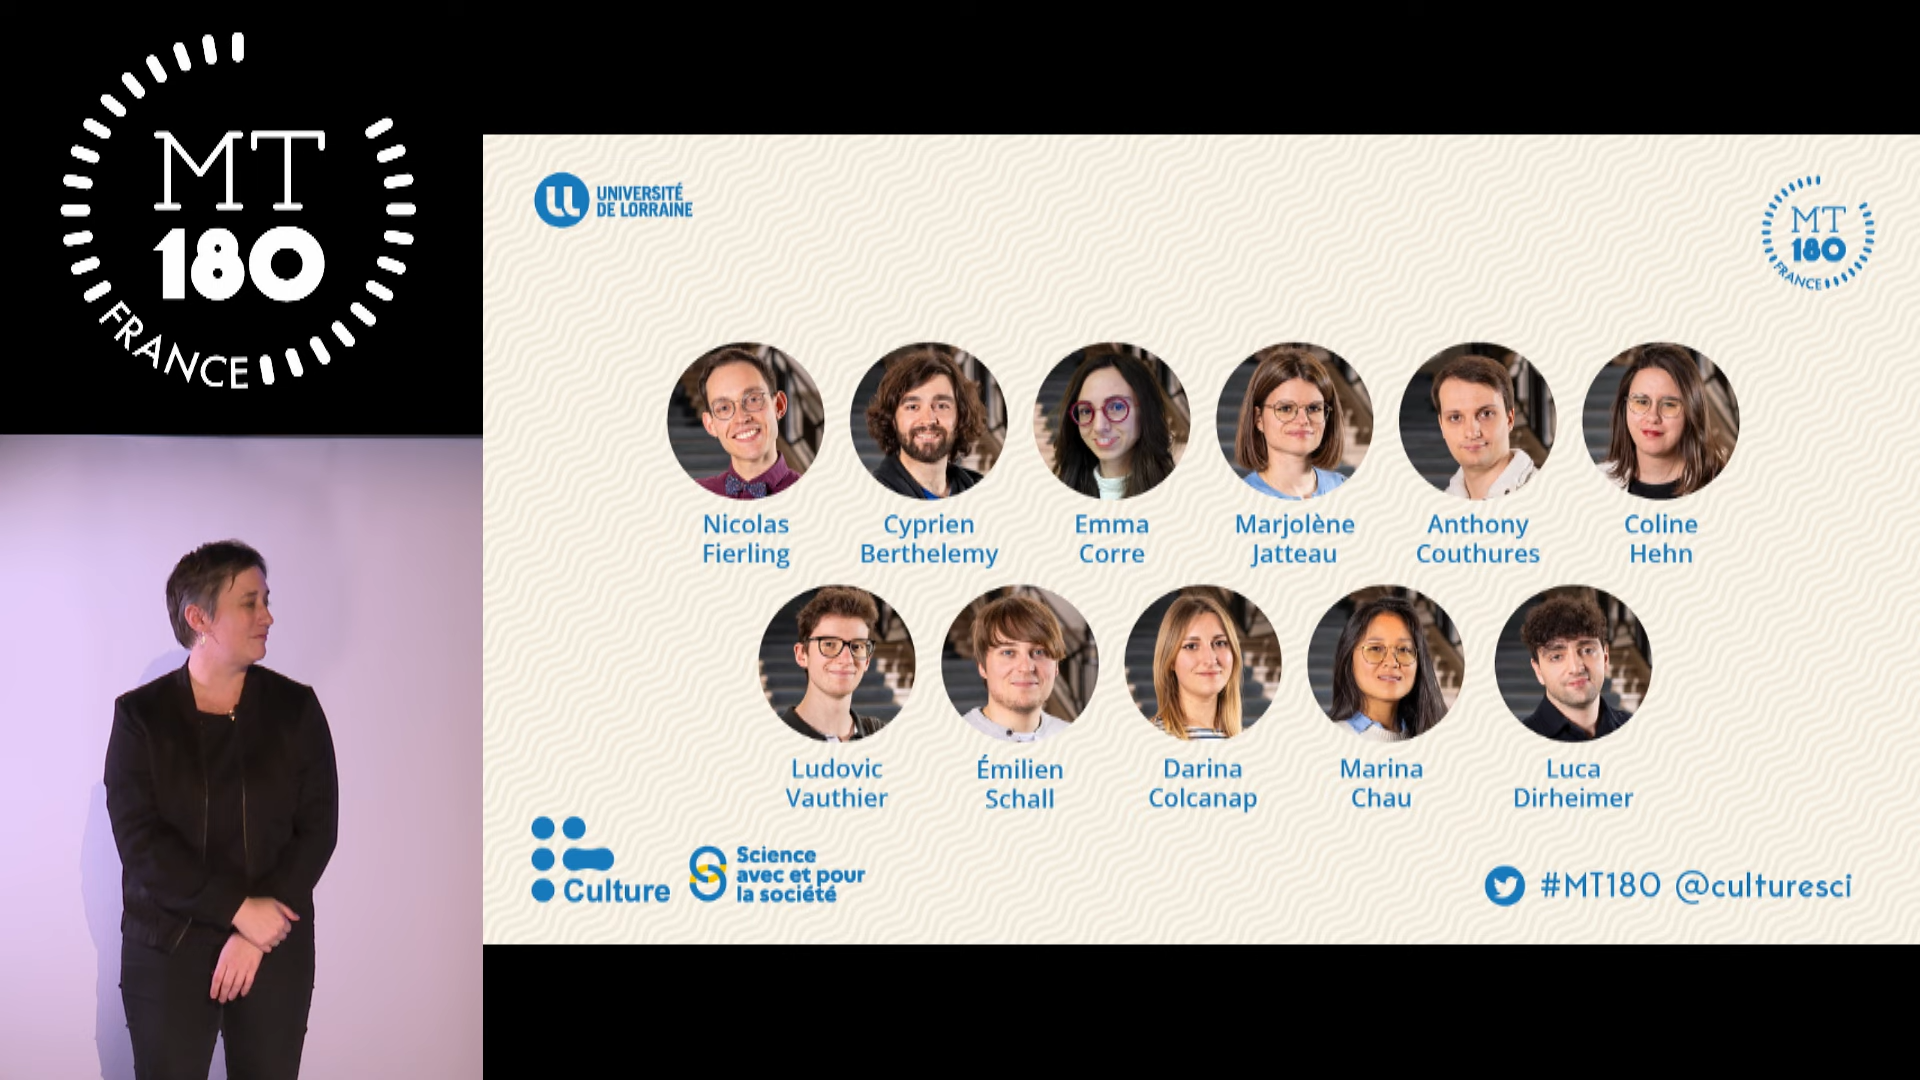 MT
180
FRANCE
UNIVERSITÉ
DE LORRAINE
MT
180
FRANCE
Nicolas
Fierling
Cyprien
Berthelemy
Emma
Corre
Marjolène
Jatteau
Anthony
Couthures
Coline
Hehn
Ludovic
Vauthier
Émilien
Schall
Darina
Colcanap
Marina
Chau
Luca
Dirheimer
Culture
Science
avec et pour
la société
#MT180 @culturesci